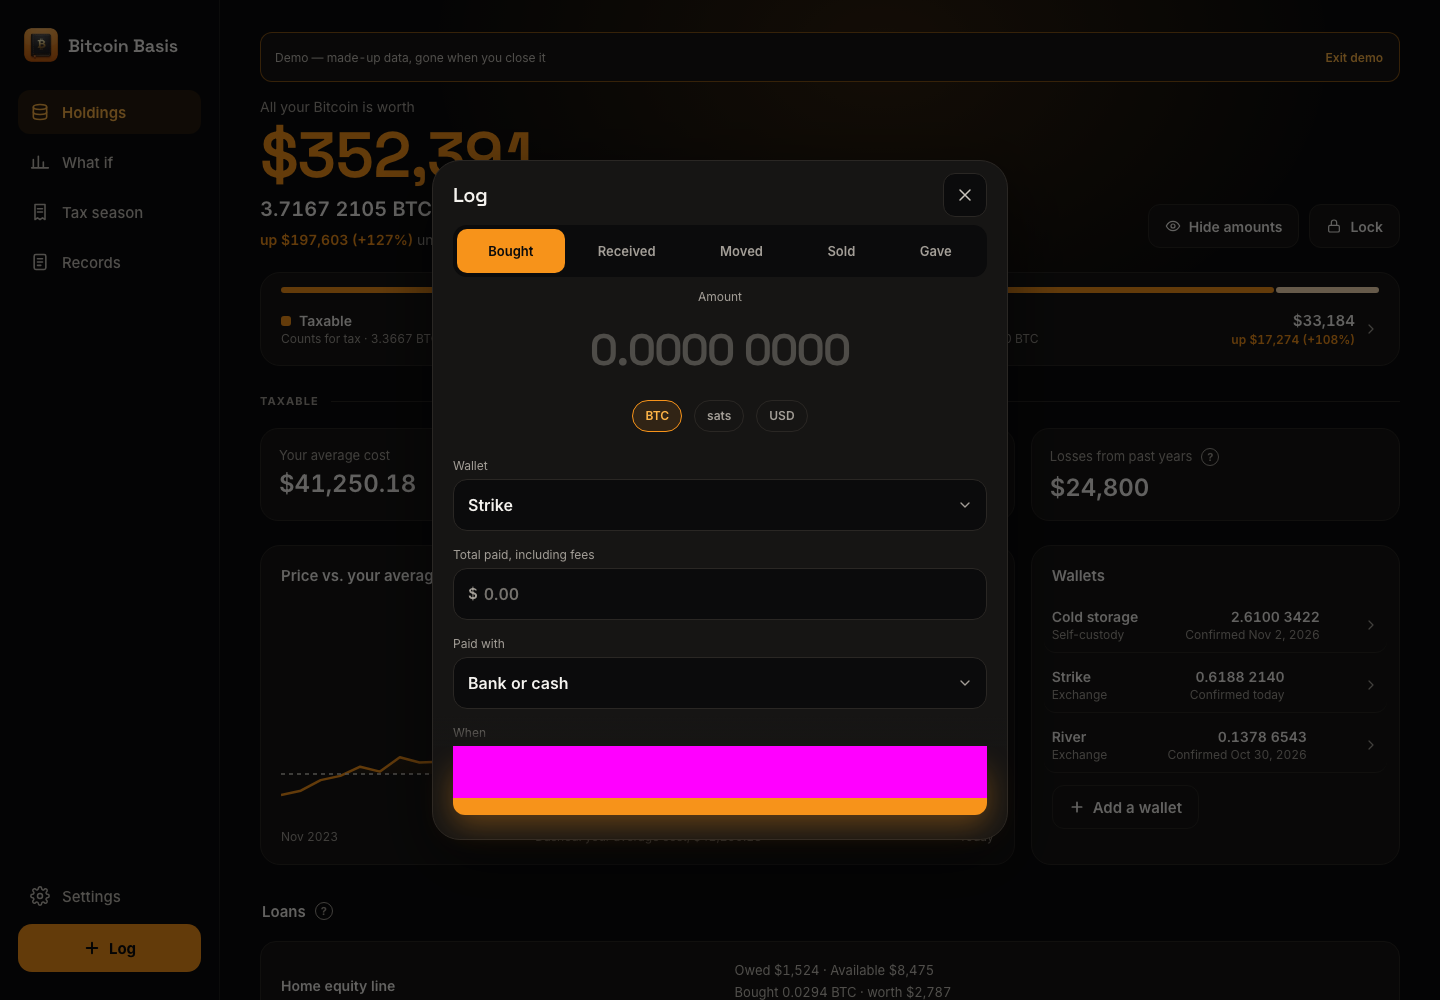 Bitcoin Basis
Holdings
What if
Tax season
Records
Settings
Log
Demo — made-up data, gone when you close it
Exit demo
All your Bitcoin is worth
$352,391
3.7167 2105 BTC
up $197,603 (+127%)
Hide amounts
Lock
Taxable
Counts for tax · 3.3667
$33,184
BTC
up $17,274 (+108%)
TAXABLE
Your average cost
$41,250.18
Losses from past years ?
$24,800
Price vs. your
Nov 2023
Wallets
Cold storage
2.6100 3422
Self-custody
Confirmed Nov 2, 2026
Strike
0.6188 2140
Exchange
Confirmed today
River
0.1378 6543
Exchange
Confirmed Oct 30, 2026
Add a wallet
Loans ?
Home equity line
Owed $1,524 · Available $8,475
Bought 0.0294 BTC · worth $2,787
Log
Bought
Received
Moved
Sold
Gave
Amount
0.0000 0000
BTC
sats
USD
Wallet
Strike
Total paid, including fees
$ 0.00
Paid with
Bank or cash
When